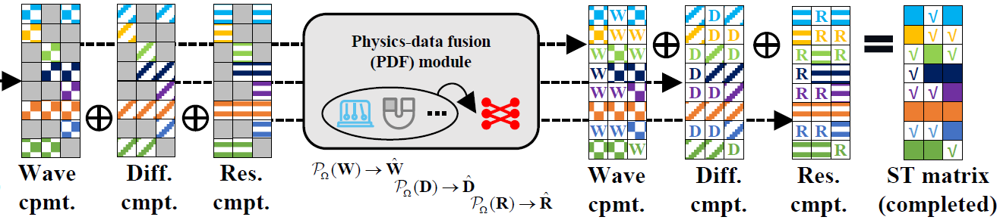 W D R √
Physics-data fusion
(PDF) module
W W D D R R √ √
W W D D R R √ √
W D R √
W W D D R R √ √
W W D D R R √ √
W D R √
Wave
cpmt.
Diff.
cmpt.
Res.
cmpt.
𝒫Ω(W) → Ŵ
𝒫Ω(D) → D̂
𝒫Ω(R) → R̂
Wave
cpmt.
Diff.
cmpt.
Res.
cmpt.
ST matrix
(completed)